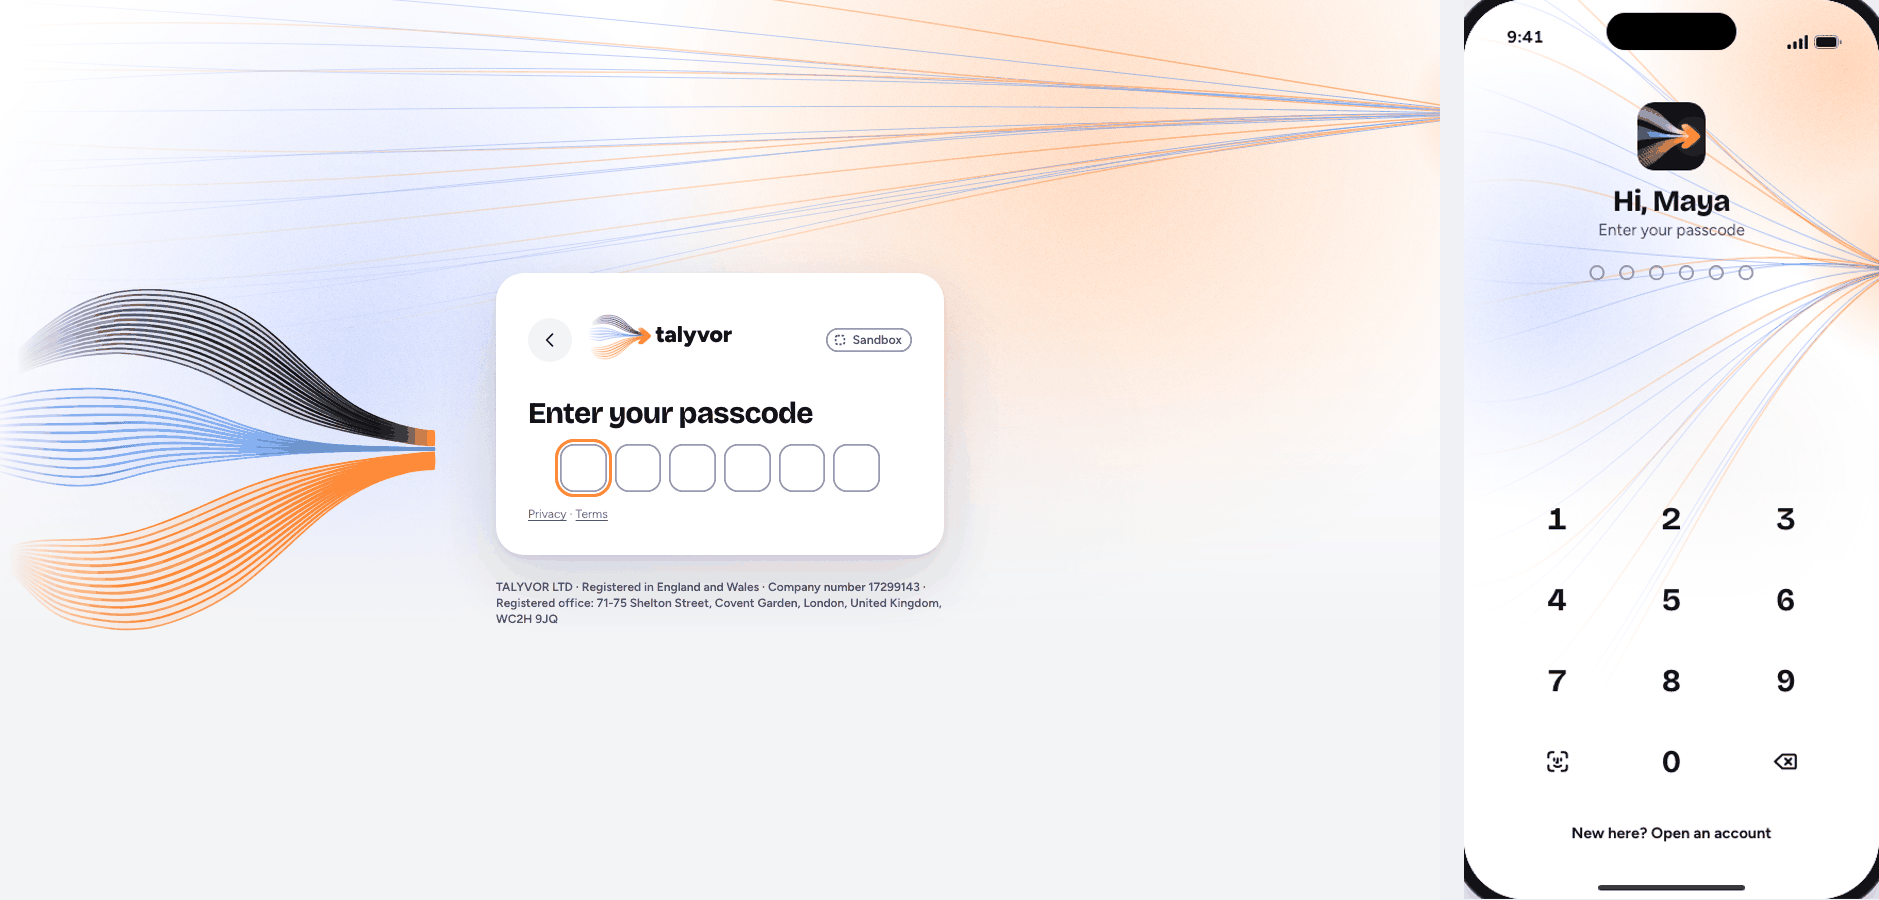 talyvor
Sandbox
Enter your passcode
Privacy · Terms
TALYVOR LTD · Registered in England and Wales · Company number 17299143 ·
Registered office: 71-75 Shelton Street, Covent Garden, London, United Kingdom,
WC2H 9JQ
9:41
Hi, Maya
Enter your passcode
1 2 3
4 5 6
7 8 9
0
New here? Open an account